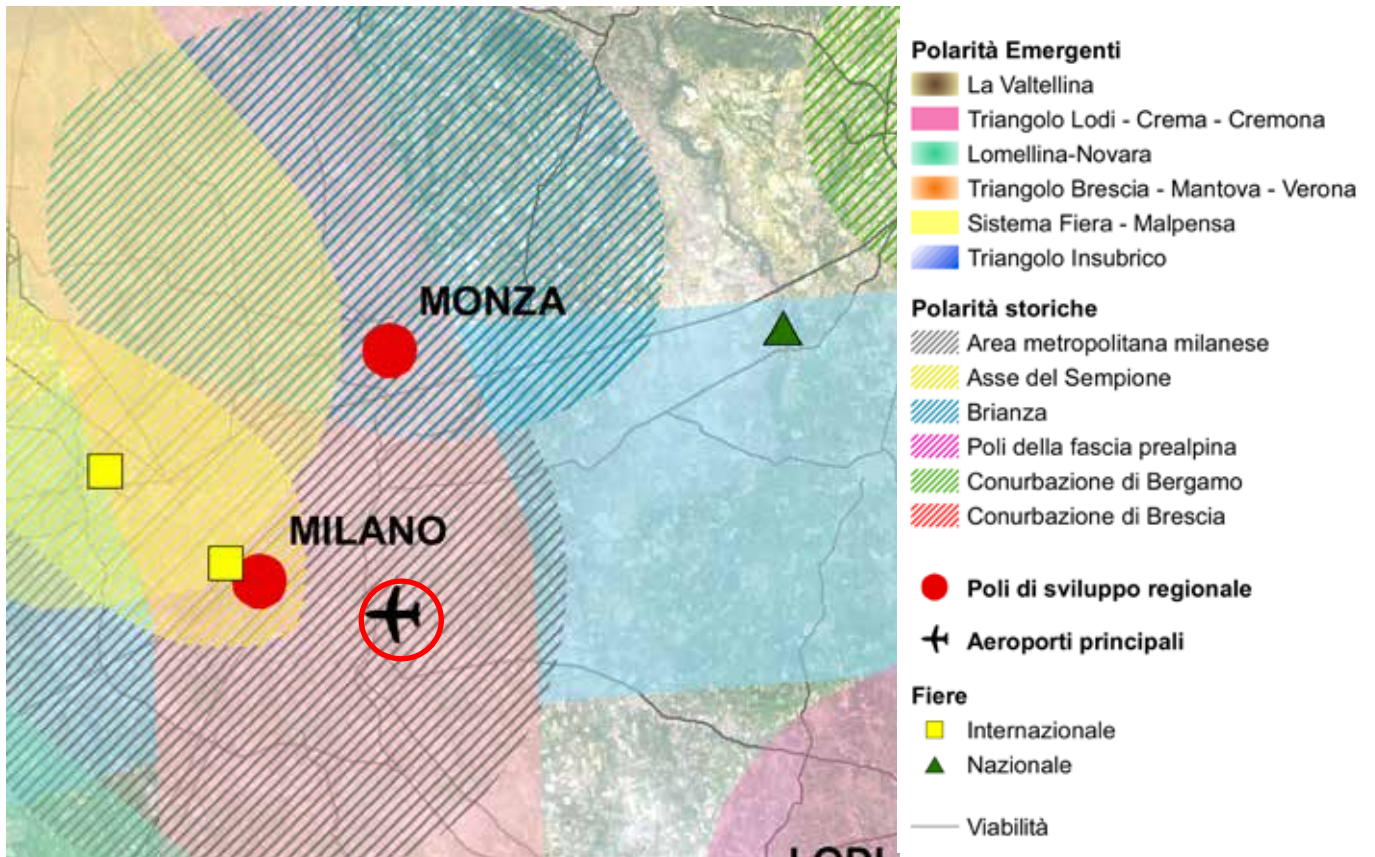 MONZA
MILANO
LODI
Polarità Emergenti
La Valtellina
Triangolo Lodi - Crema - Cremona
Lomellina-Novara
Triangolo Brescia - Mantova - Verona
Sistema Fiera - Malpensa
Triangolo Insubrico
Polarità storiche
Area metropolitana milanese
Asse del Sempione
Brianza
Poli della fascia prealpina
Conurbazione di Bergamo
Conurbazione di Brescia
Poli di sviluppo regionale
Aeroporti principali
Fiere
Internazionale
Nazionale
Viabilità